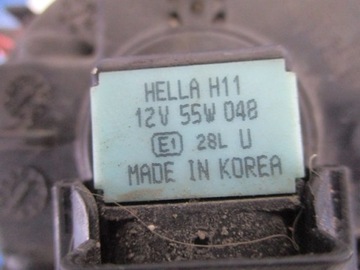 HELLA H11
12V 55W 048
E1 28L U
MADE IN KOREA